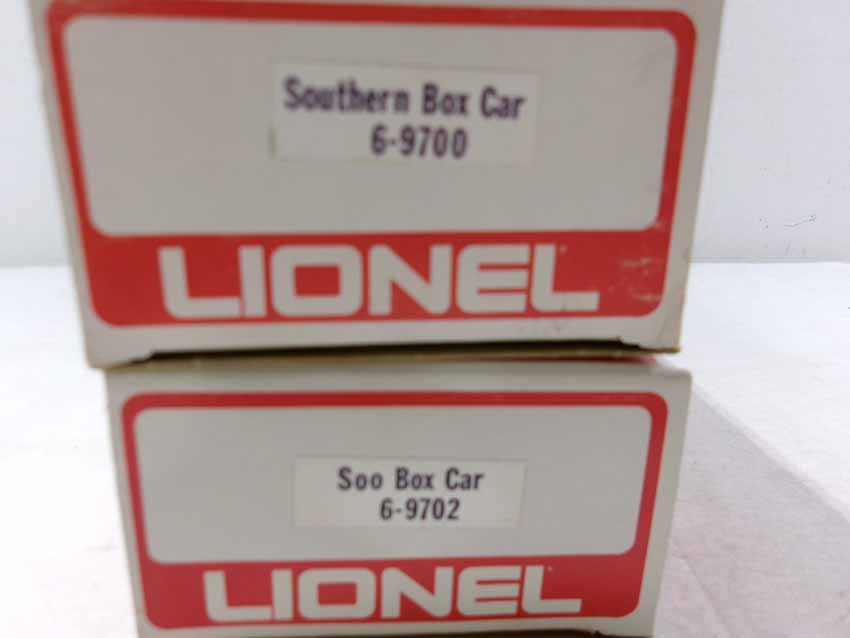 Southern Box Car
6-9700
LIONEL
Soo Box Car
6-9702
LIONEL